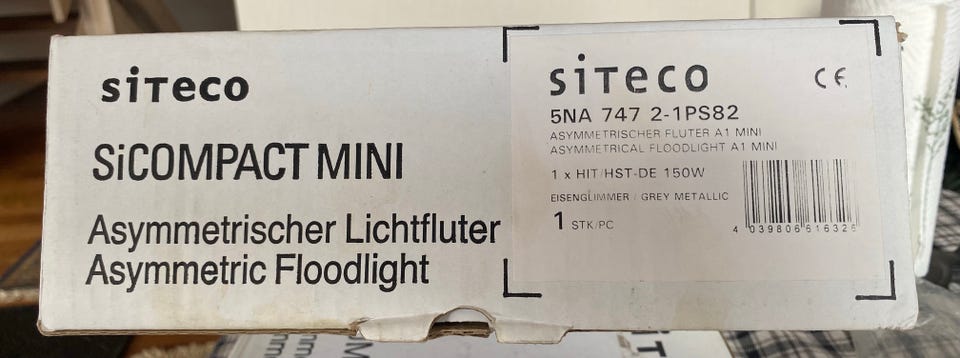 siteco
SiCOMPACT MINI
Asymmetrischer Lichtfluter
Asymmetric Floodlight
siteco
CE
5NA 747 2-1PS82
ASYMMETRISCHER FLUTER A1 MINI
ASYMMETRICAL FLOODLIGHT A1 MINI
1 x HIT/HST-DE 150W
EISENGLIMMER / GREY METALLIC
1 STK/PC
4 039806 616326